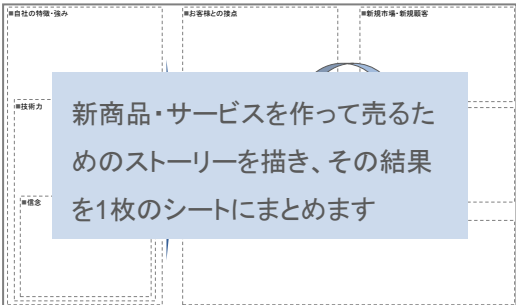 ■自社の特徴・強み
■お客様との接点
■新規市場・新規顧客
■技術力
■信念
新商品・サービスを作って売るた
めのストーリーを描き、その結果
を1枚のシートにまとめます